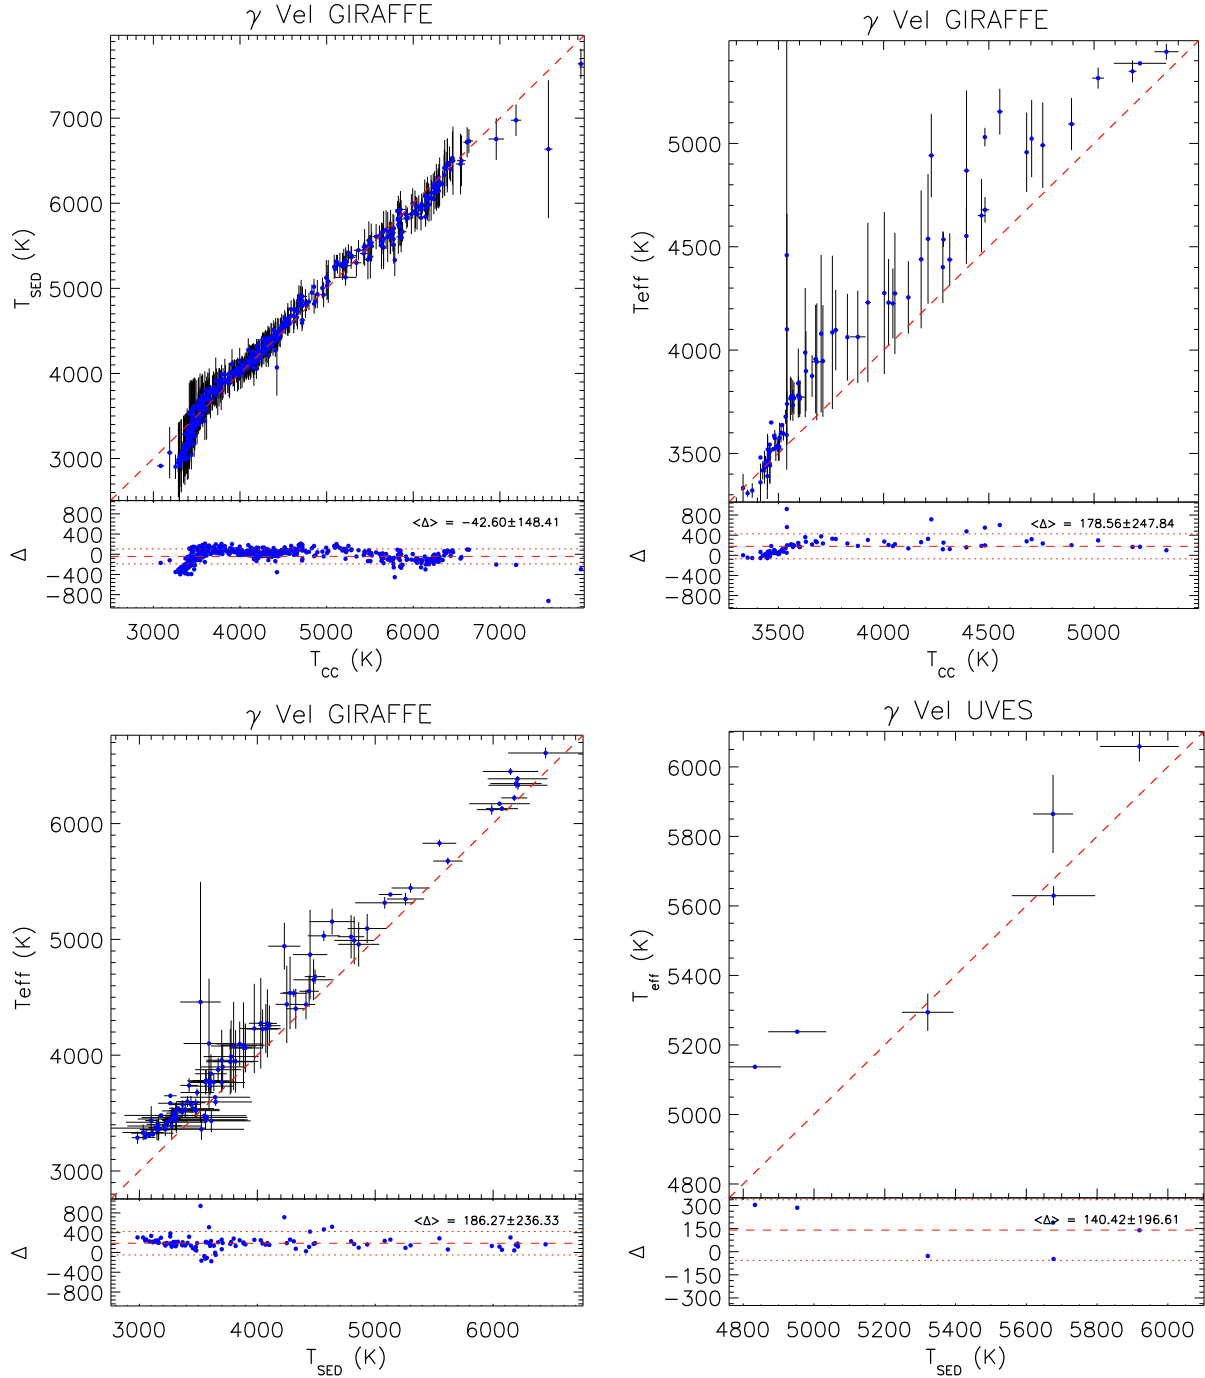 γ Vel GIRAFFE
7000
6000
5000
4000
3000
T_SED (K)
<Δ> = −42.60±148.41
800
400
0
−400
−800
Δ
3000 4000 5000 6000 7000
T_CC (K)
γ Vel GIRAFFE
5000
4500
4000
3500
Teff (K)
<Δ> = 178.56±247.84
800
400
0
−400
−800
Δ
3500 4000 4500 5000
T_CC (K)
γ Vel GIRAFFE
6000
5000
4000
3000
Teff (K)
<Δ> = 186.27±236.33
800
400
0
−400
−800
Δ
3000 4000 5000 6000
T_SED (K)
γ Vel UVES
6000
5800
5600
5400
5200
5000
4800
T_eff (K)
<Δ> = 140.42±196.61
300
150
0
−150
−300
Δ
4800 5000 5200 5400 5600 5800 6000
T_SED (K)